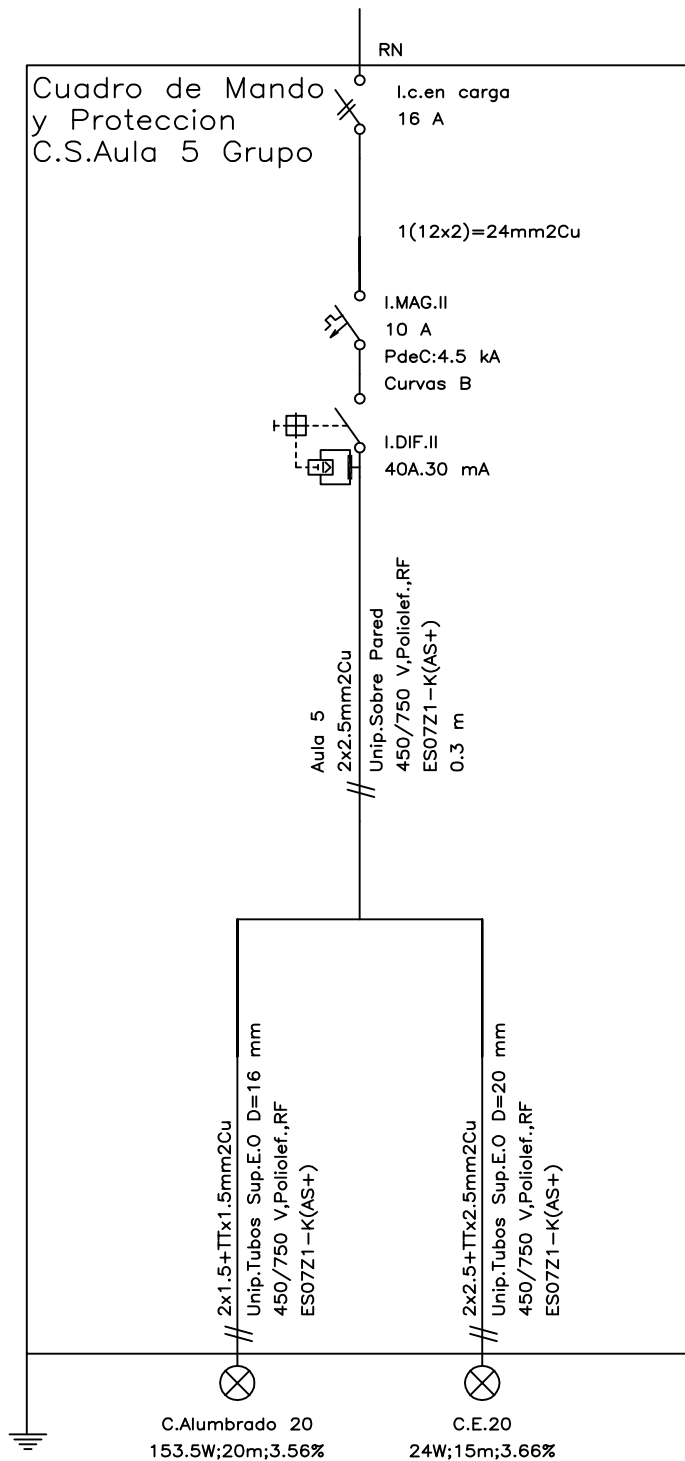 RN
Cuadro de Mando
y Proteccion
C.S.Aula 5 Grupo
I.c.en carga
16 A
1(12x2)=24mm2Cu
I.MAG.II
10 A
PdeC:4.5 kA
Curvas B
I.DIF.II
40A.30 mA
Aula 5
2x2.5mm2Cu
Unip.Sobre Pared
450/750 V,Poliolef.,RF
ES07Z1-K(AS+)
0.3 m
2x1.5+TTx1.5mm2Cu
Unip.Tubos Sup.E.O D=16 mm
450/750 V,Poliolef.,RF
ES07Z1-K(AS+)
2x2.5+TTx2.5mm2Cu
Unip.Tubos Sup.E.O D=20 mm
450/750 V,Poliolef.,RF
ES07Z1-K(AS+)
C.Alumbrado 20
153.5W;20m;3.56%
C.E.20
24W;15m;3.66%